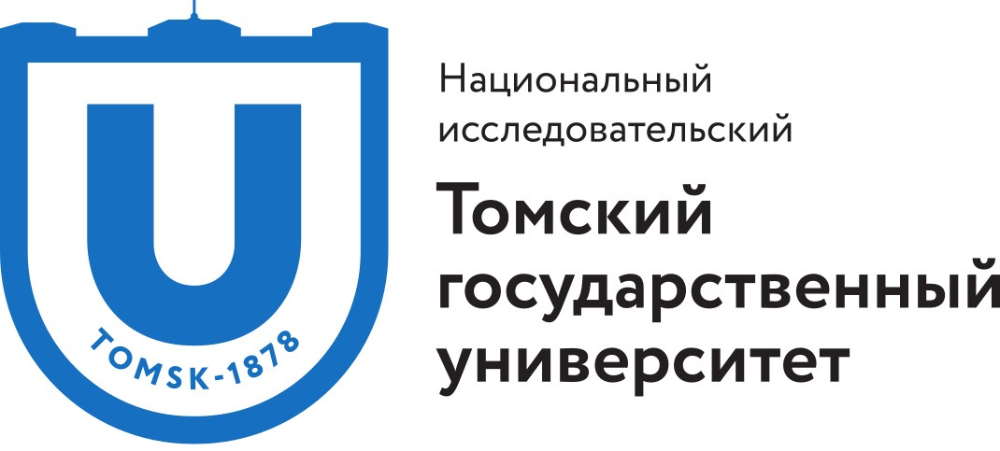 U
TOMSK-1878
Национальный
исследовательский
Томский
государственный
университет